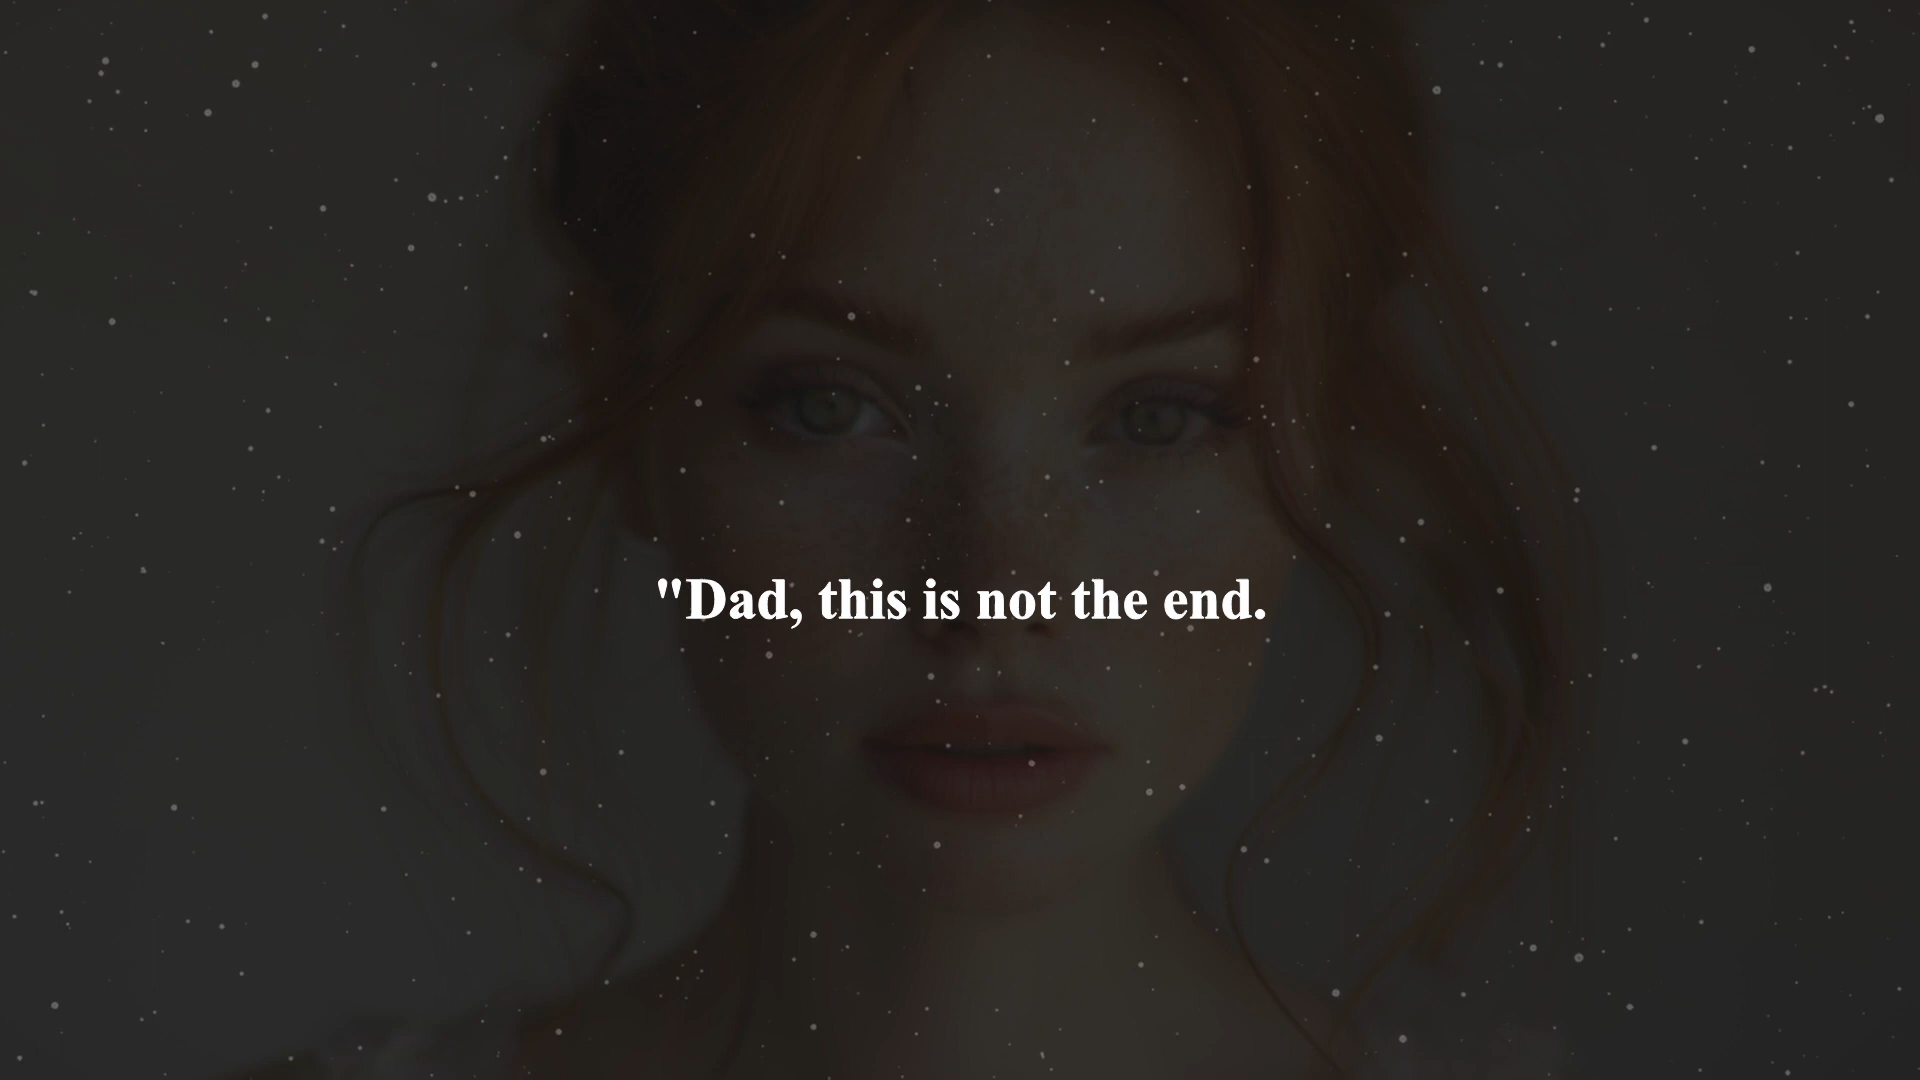 "Dad, this is not the end.